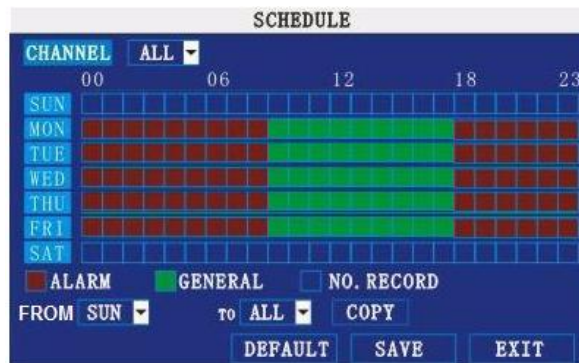 SCHEDULE
CHANNEL ALL
00 06 12 18 23
SUN
MON
TUE
WED
THU
FRI
SAT
ALARM GENERAL NO. RECORD
FROM SUN TO ALL COPY
DEFAULT SAVE EXIT